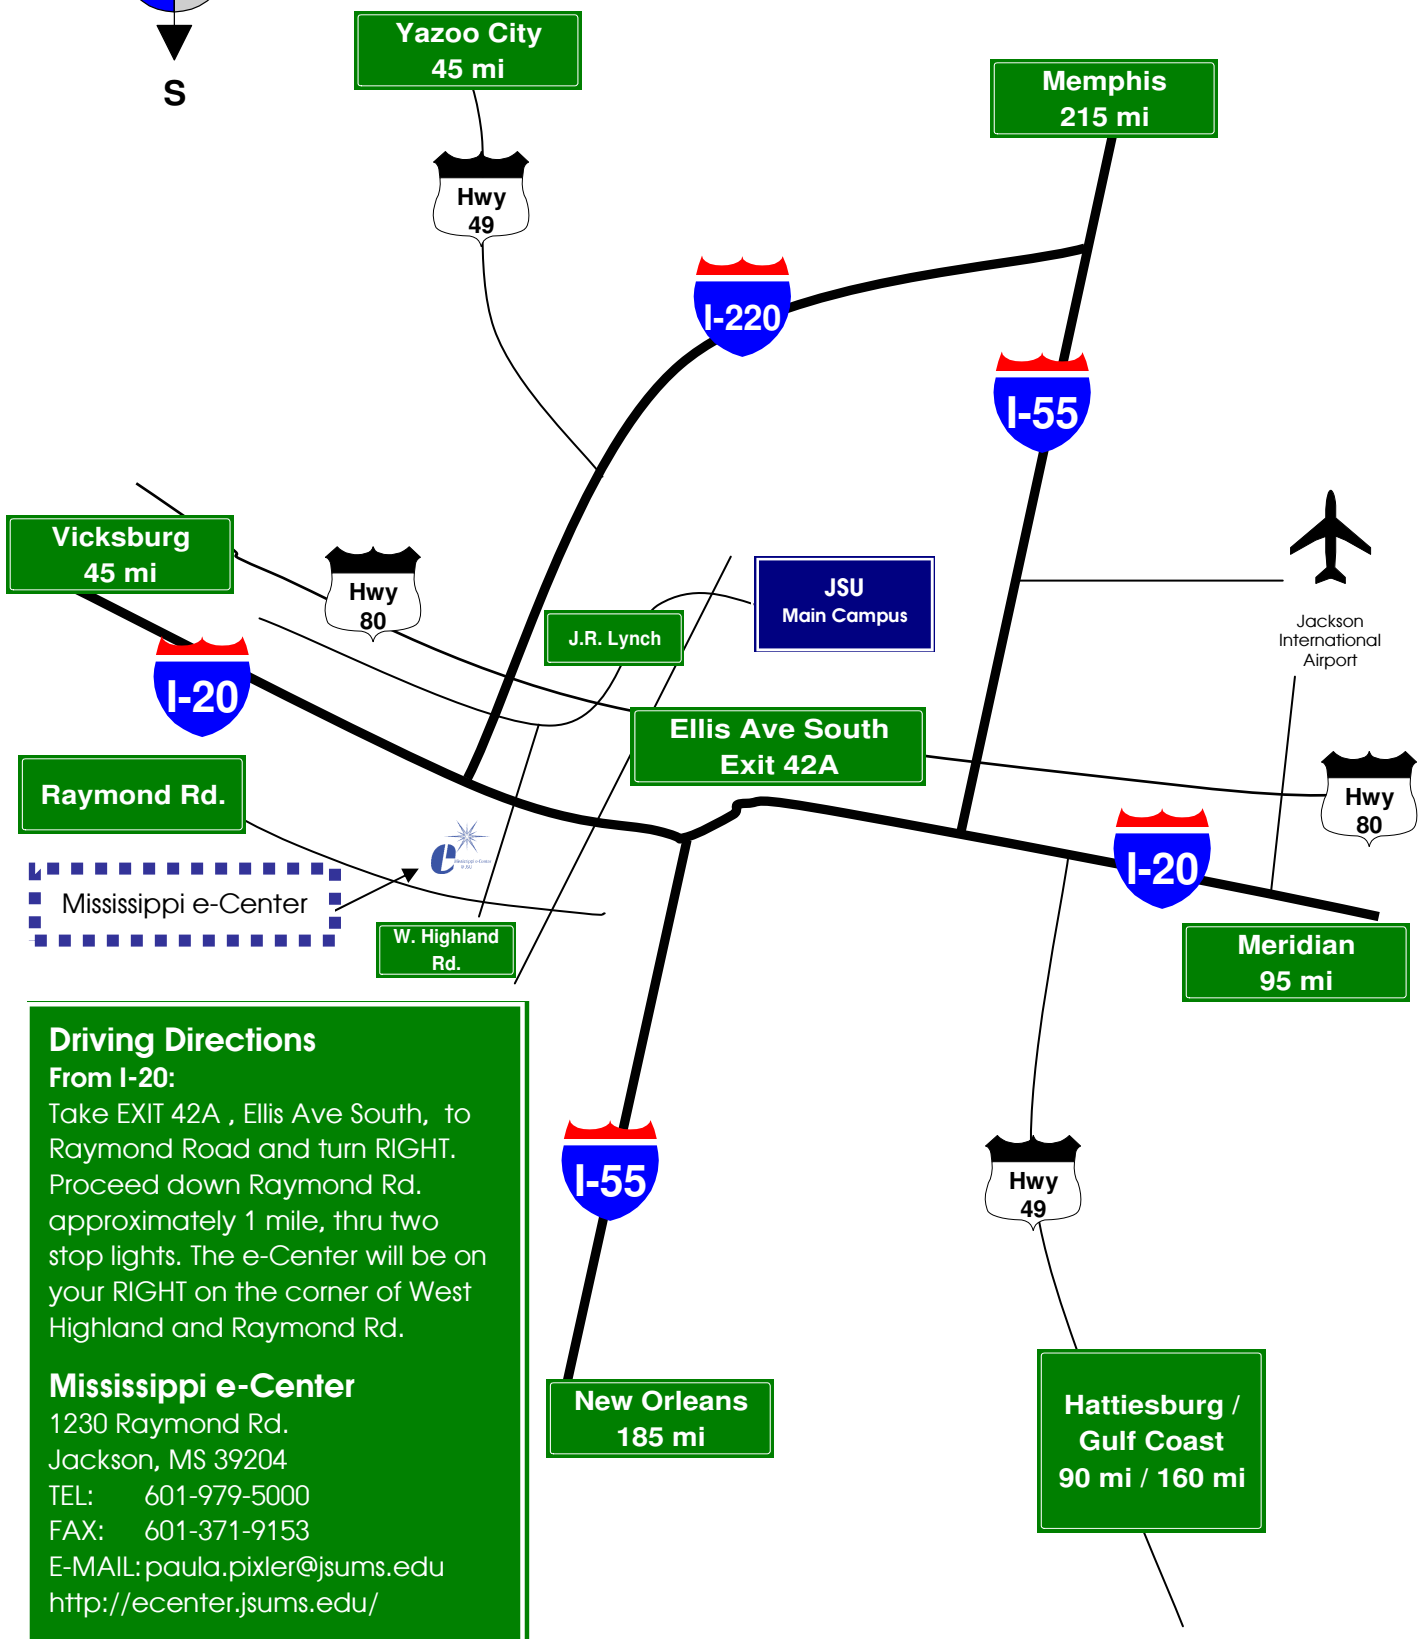 S
Yazoo City
45 mi
Memphis
215 mi
Hwy
49
I-220
I-55
Vicksburg
45 mi
Hwy
80
J.R. Lynch
JSU
Main Campus
Jackson
International
Airport
I-20
Ellis Ave South
Exit 42A
Raymond Rd.
Hwy
80
I-20
Mississippi e-Center
W. Highland
Rd.
Meridian
95 mi
Driving Directions
From I-20:
Take EXIT 42A , Ellis Ave South, to
Raymond Road and turn RIGHT.
Proceed down Raymond Rd.
approximately 1 mile, thru two
stop lights. The e-Center will be on
your RIGHT on the corner of West
Highland and Raymond Rd.
Mississippi e-Center
1230 Raymond Rd.
Jackson, MS 39204
TEL: 601-979-5000
FAX: 601-371-9153
E-MAIL: paula.pixler@jsums.edu
http://ecenter.jsums.edu/
I-55
Hwy
49
New Orleans
185 mi
Hattiesburg /
Gulf Coast
90 mi / 160 mi
e
Mississippi e-Center
@ JSU